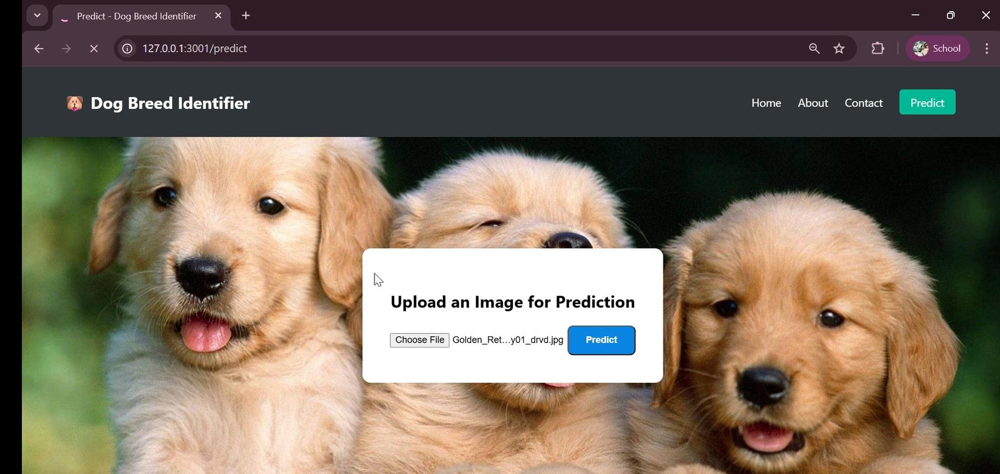 Predict - Dog Breed Identifier
127.0.0.1:3001/predict
School
Dog Breed Identifier
Home About Contact Predict
Upload an Image for Prediction
Choose File Golden_Ret...y01_drvd.jpg Predict